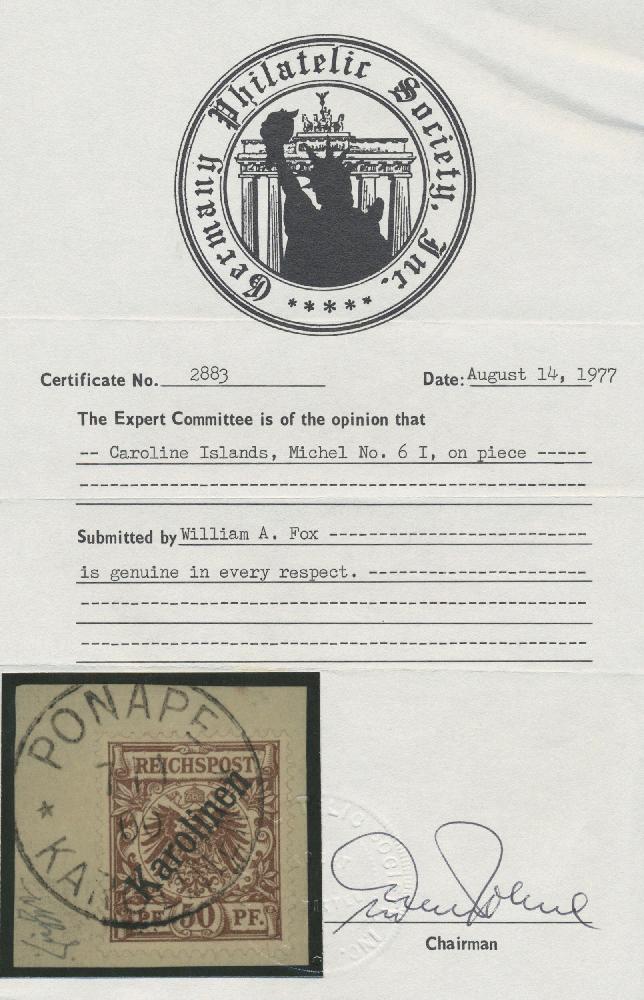 Germany Philatelic Society, Inc.
Certificate No. 2883
Date: August 14, 1977
The Expert Committee is of the opinion that
-- Caroline Islands, Michel No. 6 I, on piece -----
Submitted by William A. Fox
is genuine in every respect.
PONAPE
REICHSPOST
Karolinen
PF. 50 PF.
Chairman